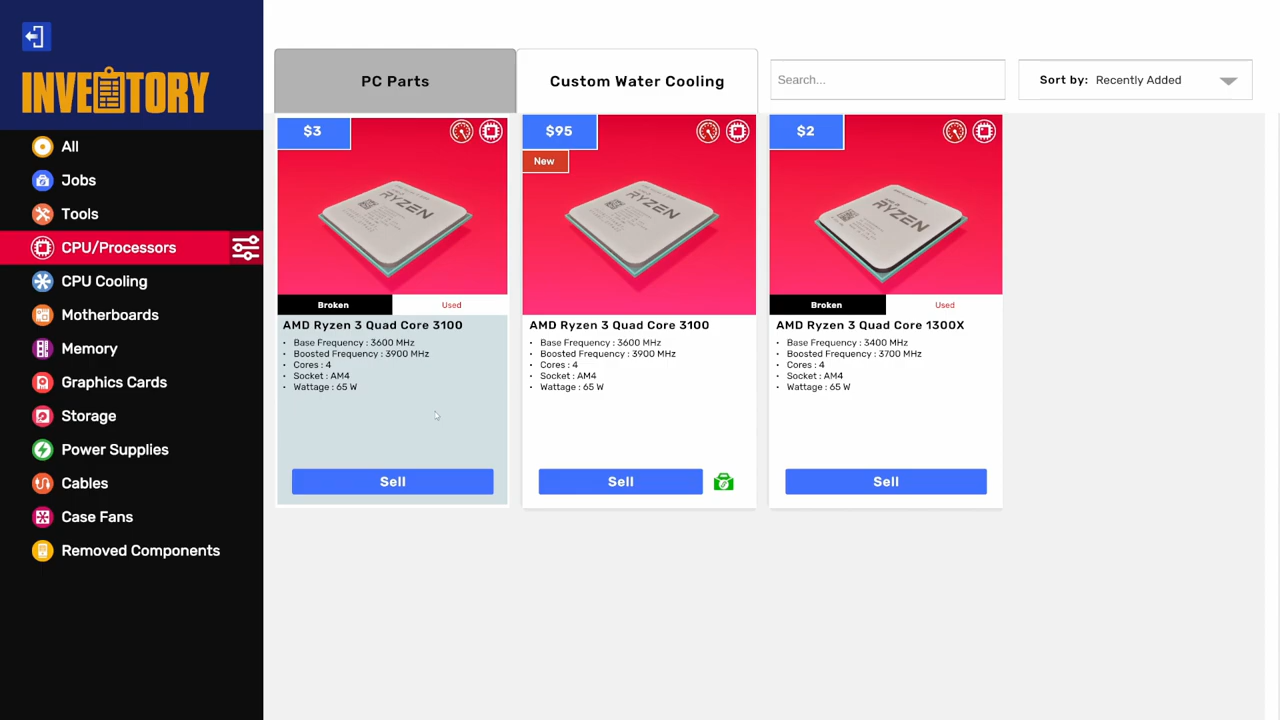 INVENTORY
All
Jobs
Tools
CPU/Processors
CPU Cooling
Motherboards
Memory
Graphics Cards
Storage
Power Supplies
Cables
Case Fans
Removed Components
PC Parts
Custom Water Cooling
Search...
Sort by: Recently Added
$3
RYZEN
Broken
Used
AMD Ryzen 3 Quad Core 3100
• Base Frequency : 3600 MHz
• Boosted Frequency : 3900 MHz
• Cores : 4
• Socket : AM4
• Wattage : 65 W
Sell
$95
New
RYZEN
AMD Ryzen 3 Quad Core 3100
• Base Frequency : 3600 MHz
• Boosted Frequency : 3900 MHz
• Cores : 4
• Socket : AM4
• Wattage : 65 W
Sell
$2
RYZEN
Broken
Used
AMD Ryzen 3 Quad Core 1300X
• Base Frequency : 3400 MHz
• Boosted Frequency : 3700 MHz
• Cores : 4
• Socket : AM4
• Wattage : 65 W
Sell